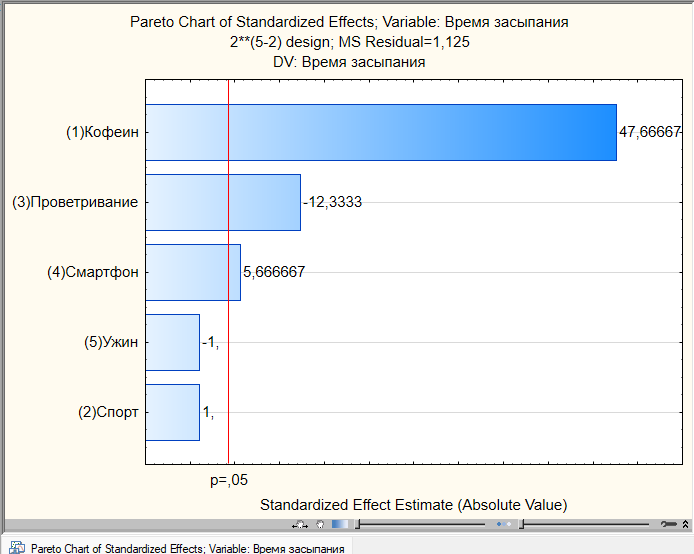 Pareto Chart of Standardized Effects; Variable: Время засыпания
2**(5-2) design; MS Residual=1,125
DV: Время засыпания
(1)Кофеин 47,66667
(3)Проветривание -12,3333
(4)Смартфон 5,666667
(5)Ужин -1,
(2)Спорт 1,
p=,05
Standardized Effect Estimate (Absolute Value)
Pareto Chart of Standardized Effects; Variable: Время засыпания